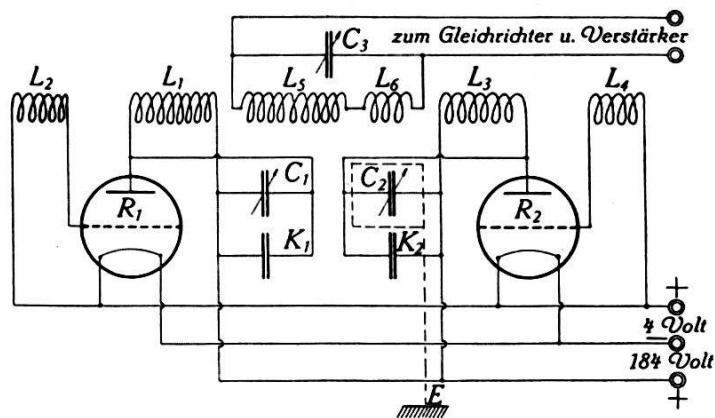 C3 zum Gleichrichter u. Verstärker
L2 L1 L5 L6 L3 L4
R1 C1 C2 R2
K1 K2
+
4 Volt
−
184 Volt
E +